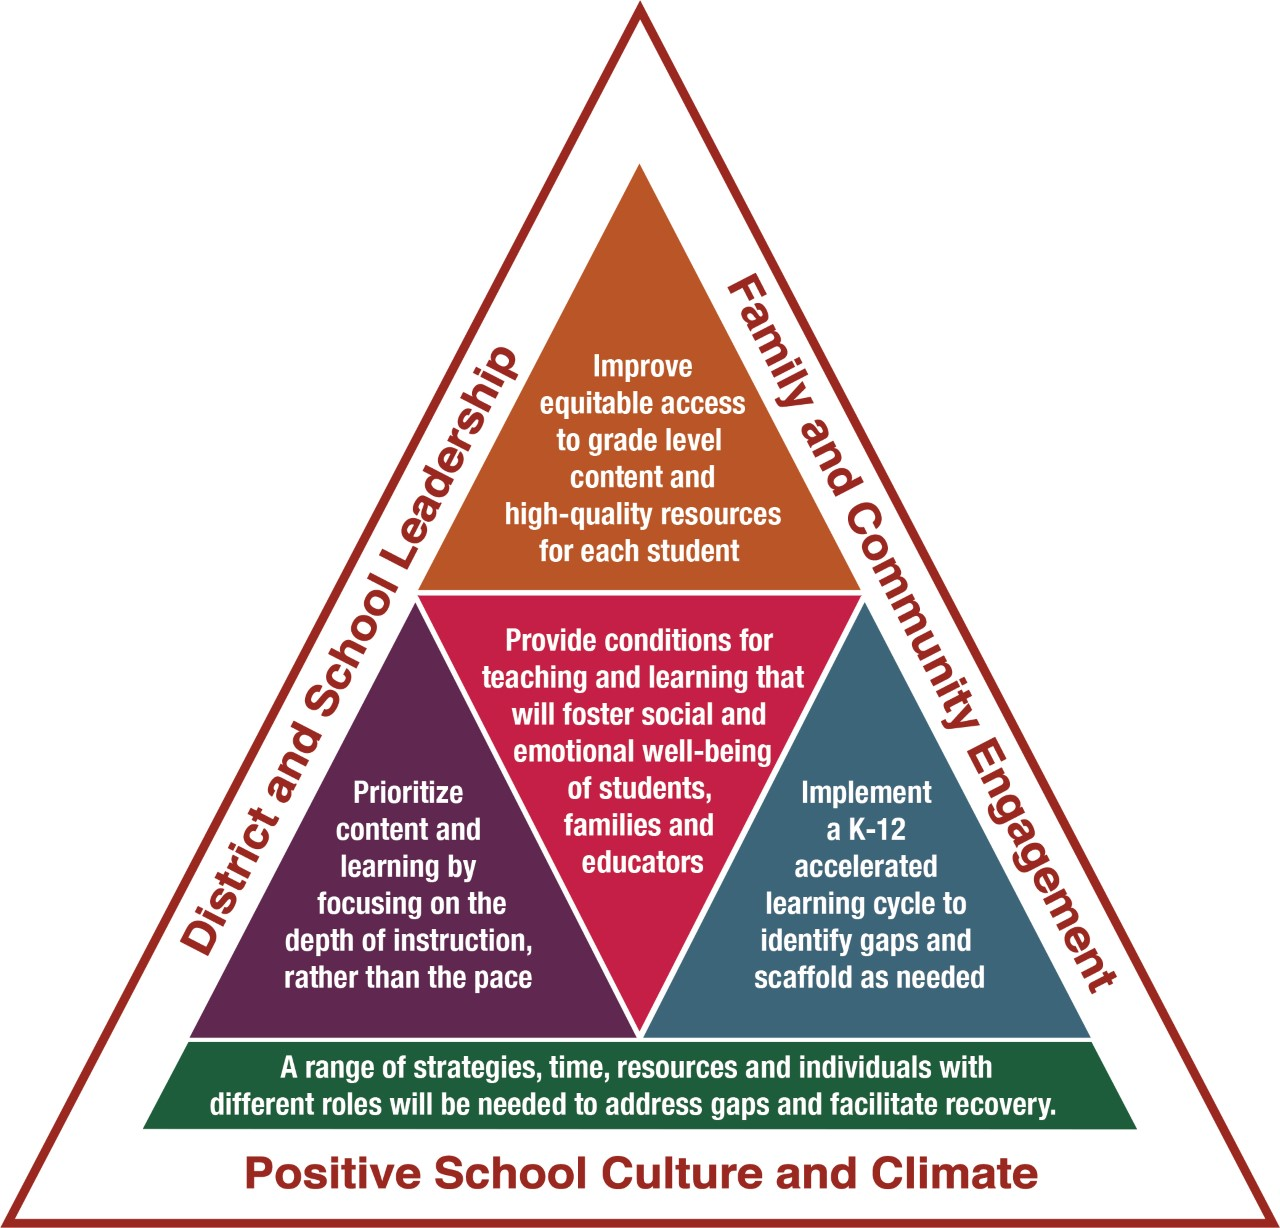 District and School Leadership
Family and Community Engagement
Improve
equitable access
to grade level
content and
high-quality resources
for each student
Provide conditions for
teaching and learning that
will foster social and
emotional well-being
of students,
families and
educators
Prioritize
content and
learning by
focusing on the
depth of instruction,
rather than the pace
Implement
a K-12
accelerated
learning cycle to
identify gaps and
scaffold as needed
A range of strategies, time, resources and individuals with
different roles will be needed to address gaps and facilitate recovery.
Positive School Culture and Climate